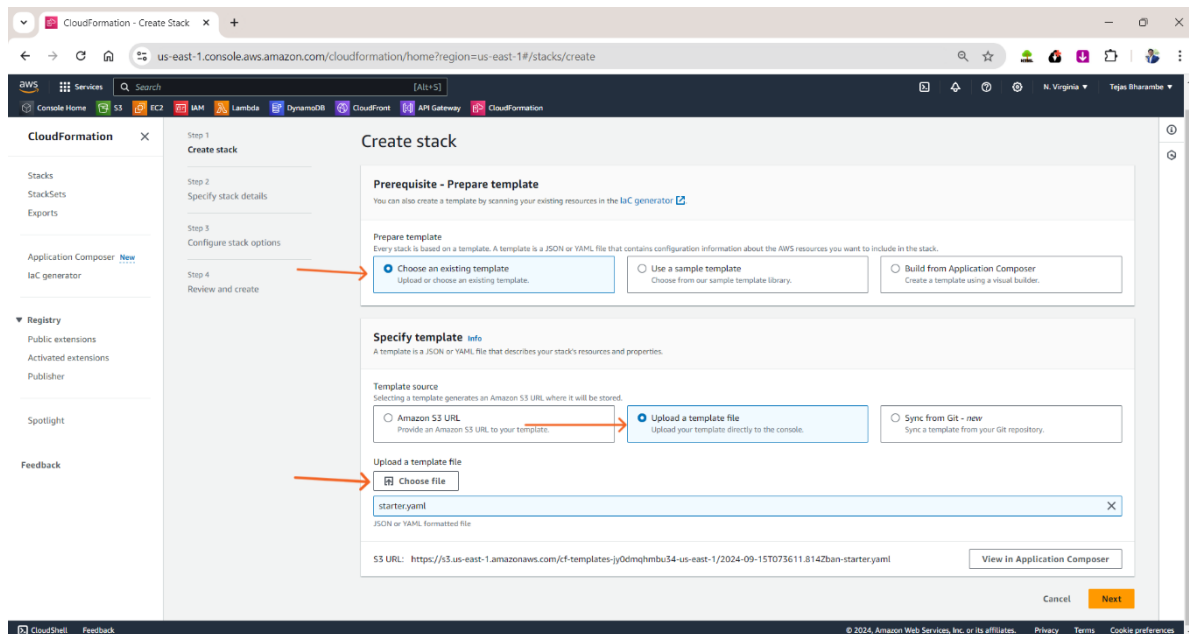 CloudFormation - Create Stack
us-east-1.console.aws.amazon.com/cloudformation/home?region=us-east-1#/stacks/create
aws Services Search [Alt+S] N. Virginia Tejas Bharambe
Console Home S3 EC2 IAM Lambda DynamoDB CloudFront API Gateway CloudFormation
CloudFormation
Stacks
StackSets
Exports
Application Composer New
IaC generator
Registry
Public extensions
Activated extensions
Publisher
Spotlight
Feedback
Step 1
Create stack
Step 2
Specify stack details
Step 3
Configure stack options
Step 4
Review and create
Create stack
Prerequisite - Prepare template
You can also create a template by scanning your existing resources in the IaC generator.
Prepare template
Every stack is based on a template. A template is a JSON or YAML file that contains configuration information about the AWS resources you want to include in the stack.
Choose an existing template
Upload or choose an existing template.
Use a sample template
Choose from our sample template library.
Build from Application Composer
Create a template using a visual builder.
Specify template Info
A template is a JSON or YAML file that describes your stack's resources and properties.
Template source
Selecting a template generates an Amazon S3 URL where it will be stored.
Amazon S3 URL
Provide an Amazon S3 URL to your template.
Upload a template file
Upload your template directly to the console.
Sync from Git - new
Sync a template from your Git repository.
Upload a template file
Choose file
starter.yaml
JSON or YAML formatted file
S3 URL: https://s3.us-east-1.amazonaws.com/cf-templates-jy0dmqhmbu34-us-east-1/2024-09-15T073611.814Zban-starter.yaml
View in Application Composer
Cancel Next
CloudShell Feedback © 2024, Amazon Web Services, Inc. or its affiliates. Privacy Terms Cookie preferences